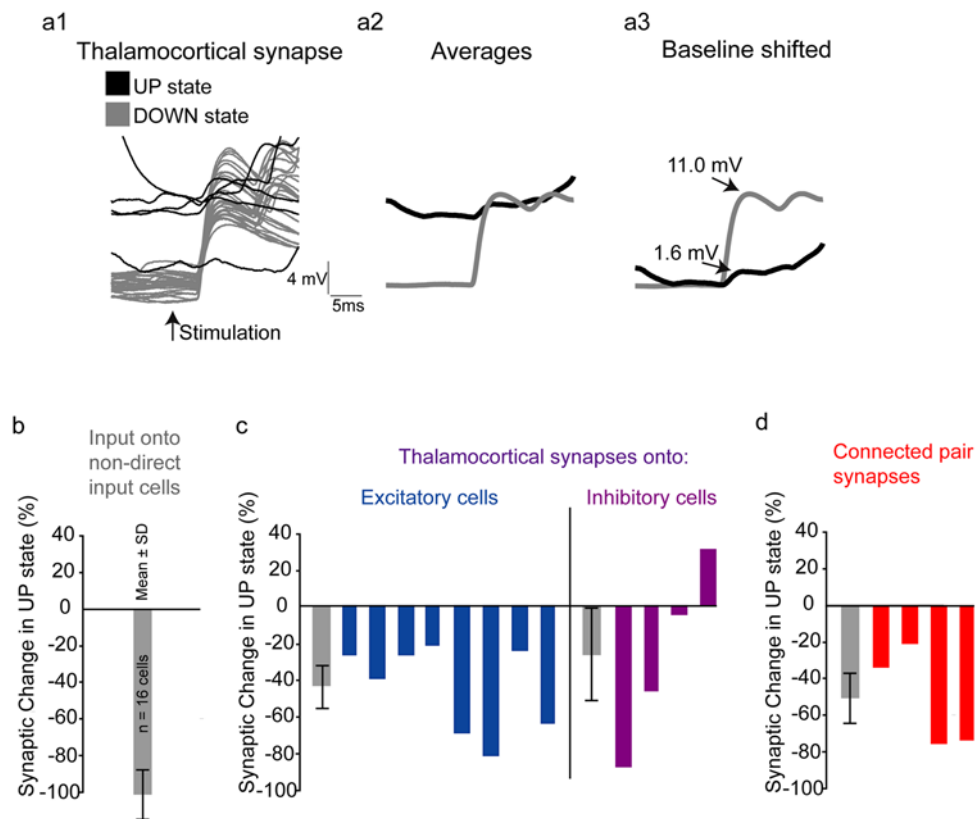 a1
Thalamocortical synapse
UP state
DOWN state
4 mV
5ms
Stimulation
a2
Averages
a3
Baseline shifted
11.0 mV
1.6 mV
b
Input onto
non-direct
input cells
Synaptic Change in UP state (%)
40
20
0
-20
-40
-60
-80
-100
Mean ± SD
n = 16 cells
c
Thalamocortical synapses onto:
Excitatory cells
Inhibitory cells
Synaptic Change in UP state (%)
40
20
0
-20
-40
-60
-80
-100
d
Connected pair
synapses
Synaptic Change in UP state (%)
40
20
0
-20
-40
-60
-80
-100